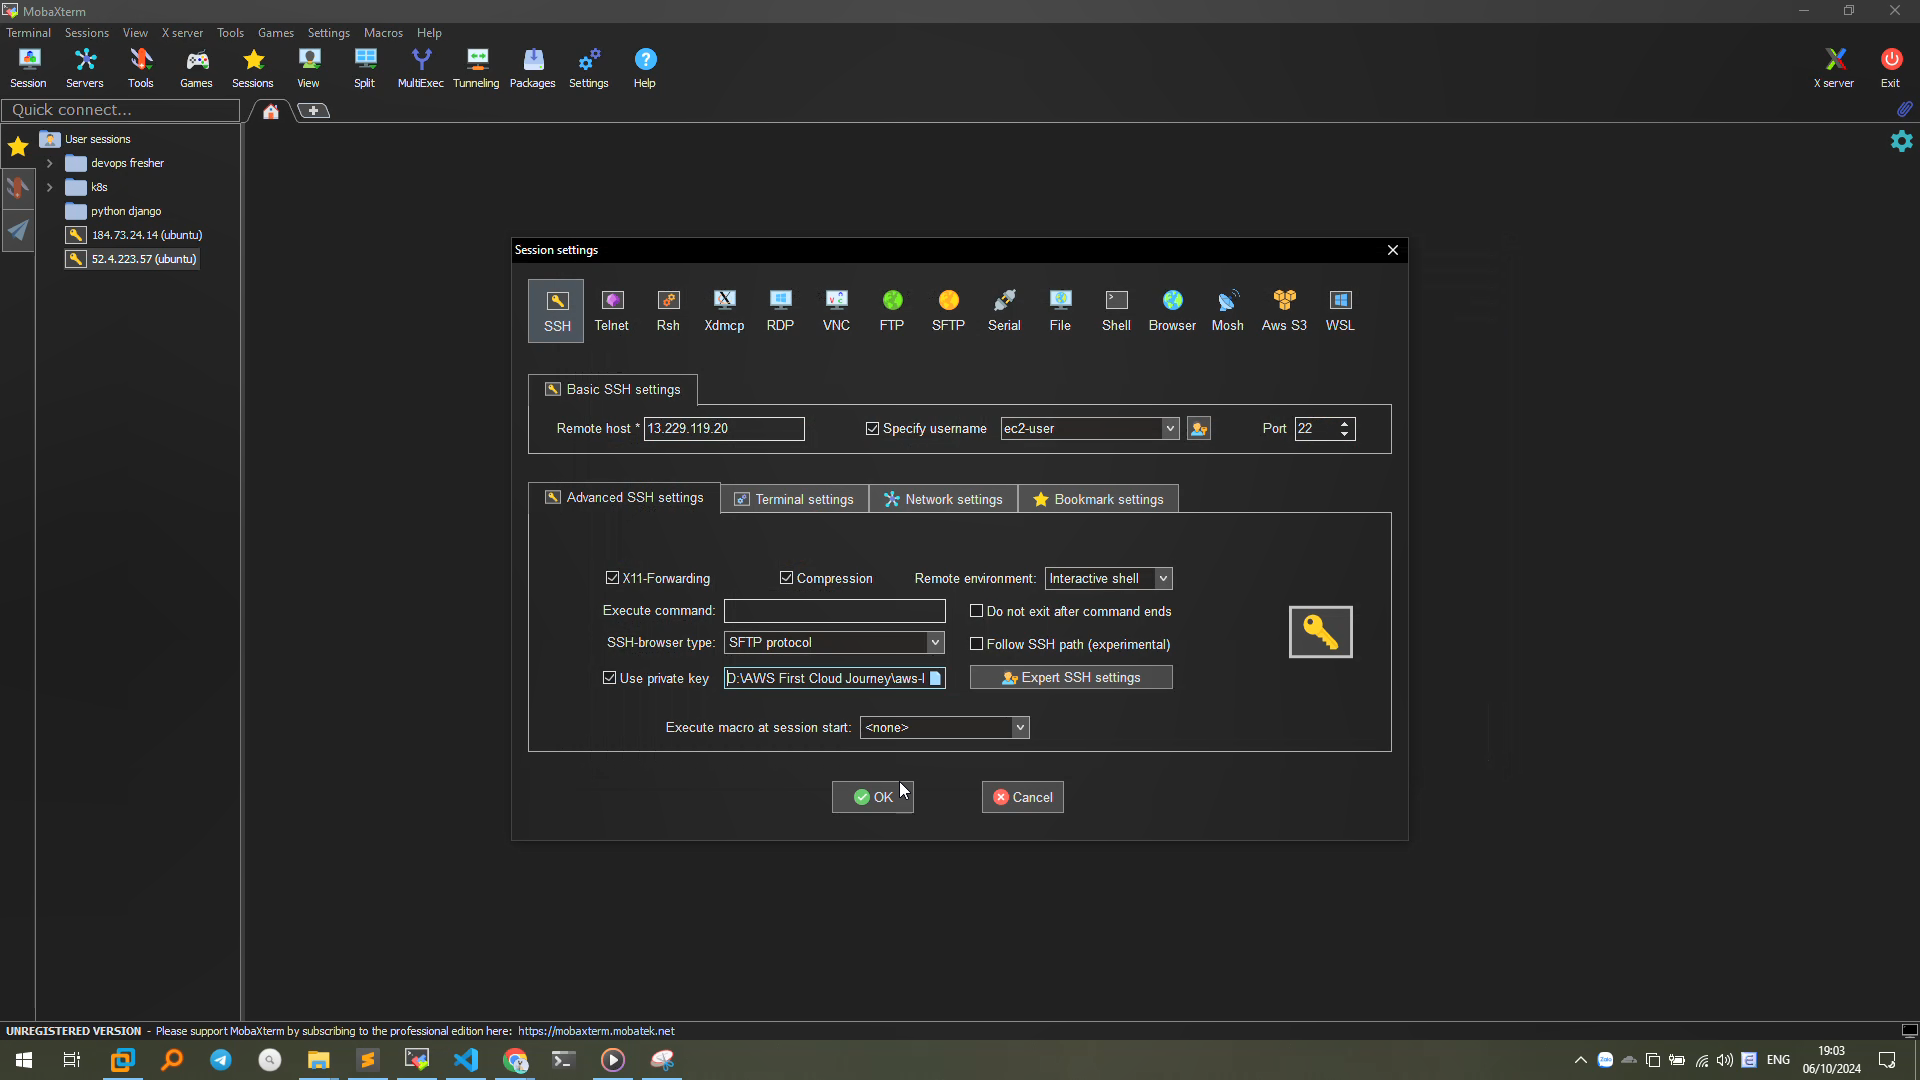 MobaXterm
Terminal Sessions View X server Tools Games Settings Macros Help
Session Servers Tools Games Sessions View Split MultiExec Tunneling Packages Settings Help X server Exit
Quick connect...
User sessions
devops fresher
k8s
python django
184.73.24.14 (ubuntu)
52.4.223.57 (ubuntu)
Session settings
SSH Telnet Rsh Xdmcp RDP VNC FTP SFTP Serial File Shell Browser Mosh Aws S3 WSL
Basic SSH settings
Remote host * 13.229.119.20 Specify username ec2-user Port 22
Advanced SSH settings Terminal settings Network settings Bookmark settings
X11-Forwarding Compression Remote environment: Interactive shell
Execute command: Do not exit after command ends
SSH-browser type: SFTP protocol Follow SSH path (experimental)
Use private key D:\AWS First Cloud Journey\aws-l Expert SSH settings
Execute macro at session start: <none>
OK Cancel
UNREGISTERED VERSION - Please support MobaXterm by subscribing to the professional edition here: https://mobaxterm.mobatek.net
ENG
19:03
06/10/2024